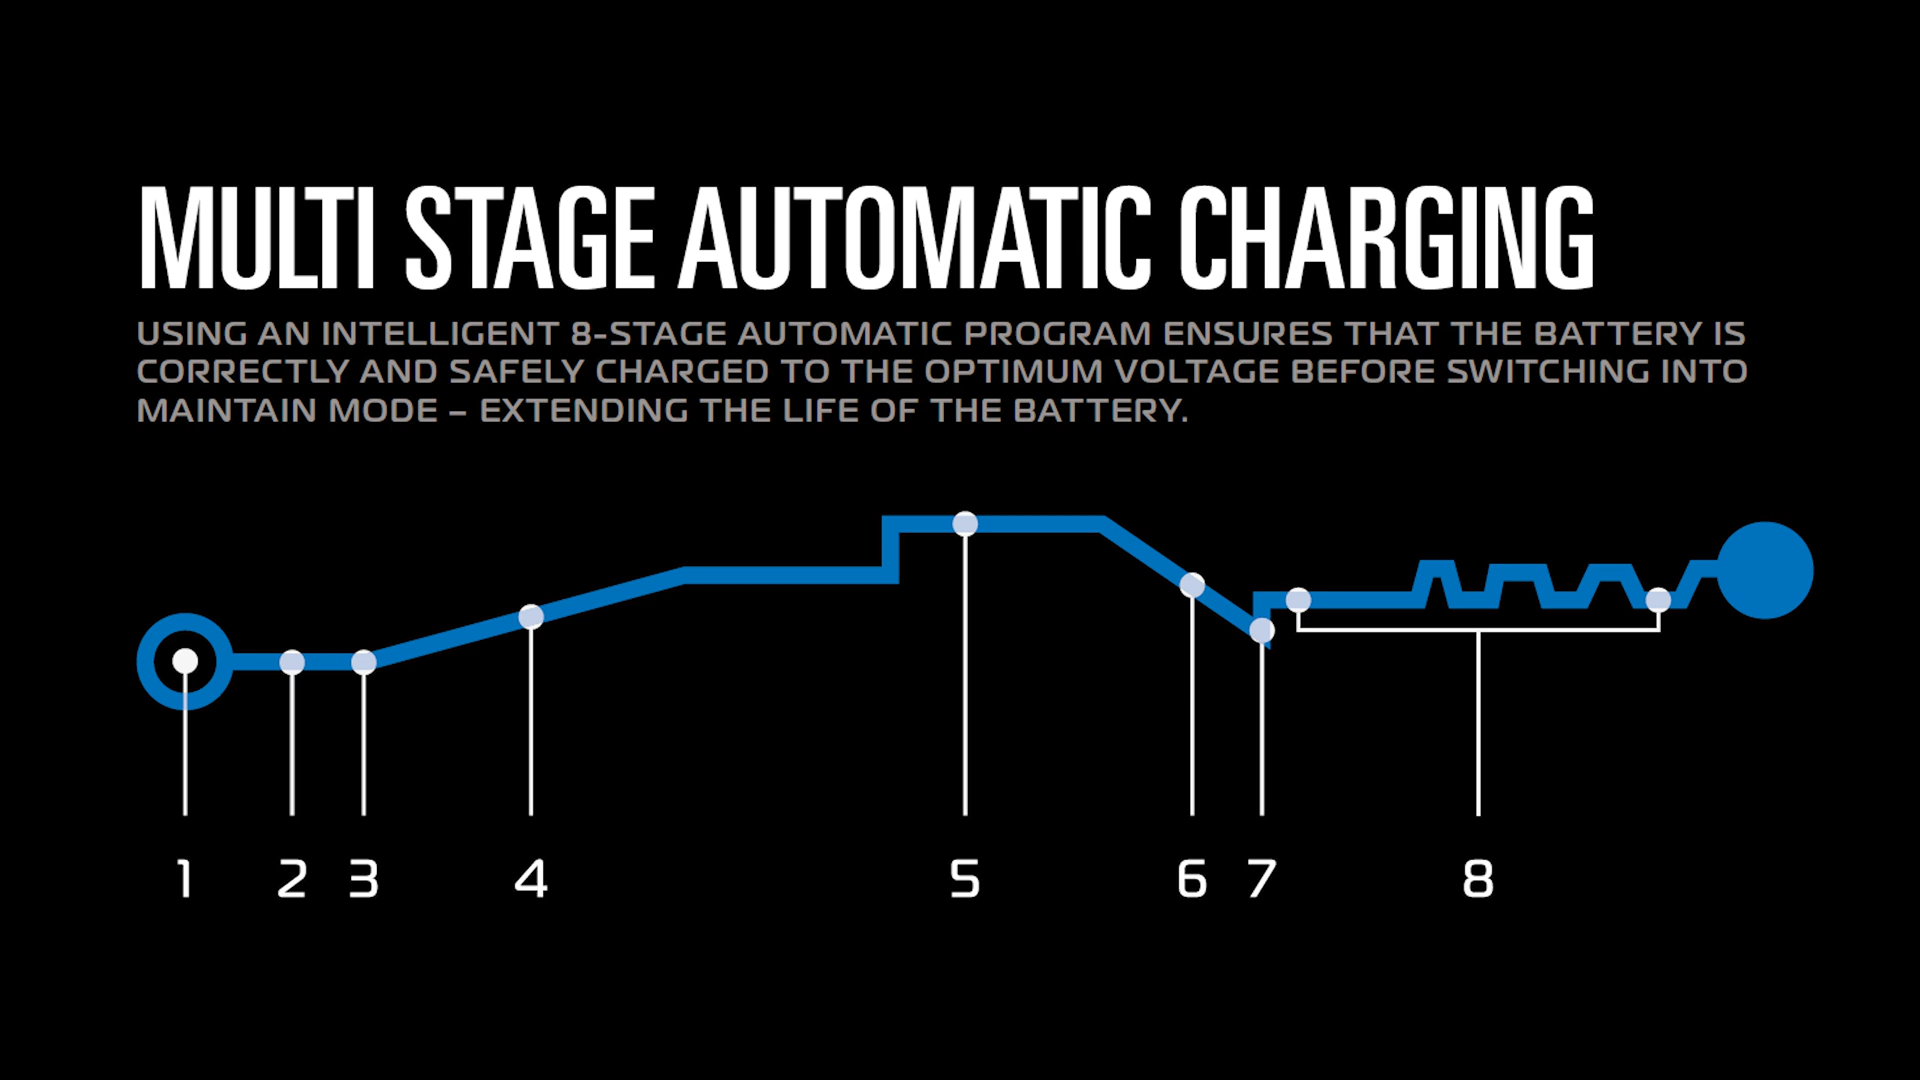 MULTI STAGE AUTOMATIC CHARGING
USING AN INTELLIGENT 8-STAGE AUTOMATIC PROGRAM ENSURES THAT THE BATTERY IS
CORRECTLY AND SAFELY CHARGED TO THE OPTIMUM VOLTAGE BEFORE SWITCHING INTO
MAINTAIN MODE – EXTENDING THE LIFE OF THE BATTERY.
1 2 3 4 5 6 7 8